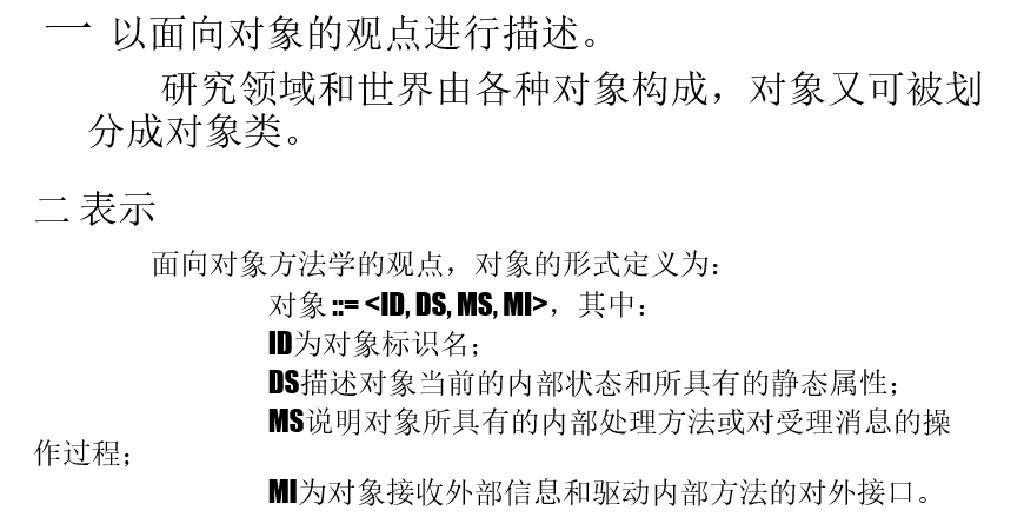 一 以面向对象的观点进行描述。
研究领域和世界由各种对象构成，对象又可被划
分成对象类。
二 表示
面向对象方法学的观点，对象的形式定义为：
对象 ::= <ID, DS, MS, MI>，其中：
ID为对象标识名；
DS描述对象当前的内部状态和所具有的静态属性；
MS说明对象所具有的内部处理方法或对受理消息的操
作过程；
MI为对象接收外部信息和驱动内部方法的对外接口。